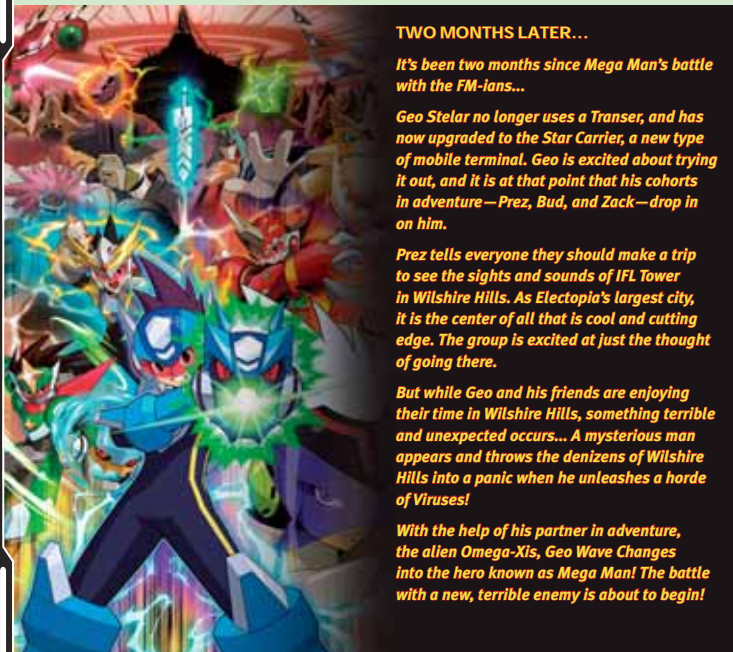 TWO MONTHS LATER...
It's been two months since Mega Man's battle
with the FM-ians...
Geo Stelar no longer uses a Transer, and has
now upgraded to the Star Carrier, a new type
of mobile terminal. Geo is excited about trying
it out, and it is at that point that his cohorts
in adventure—Prez, Bud, and Zack—drop in
on him.
Prez tells everyone they should make a trip
to see the sights and sounds of IFL Tower
in Wilshire Hills. As Electopia's largest city,
it is the center of all that is cool and cutting
edge. The group is excited at just the thought
of going there.
But while Geo and his friends are enjoying
their time in Wilshire Hills, something terrible
and unexpected occurs... A mysterious man
appears and throws the denizens of Wilshire
Hills into a panic when he unleashes a horde
of Viruses!
With the help of his partner in adventure,
the alien Omega-Xis, Geo Wave Changes
into the hero known as Mega Man! The battle
with a new, terrible enemy is about to begin!